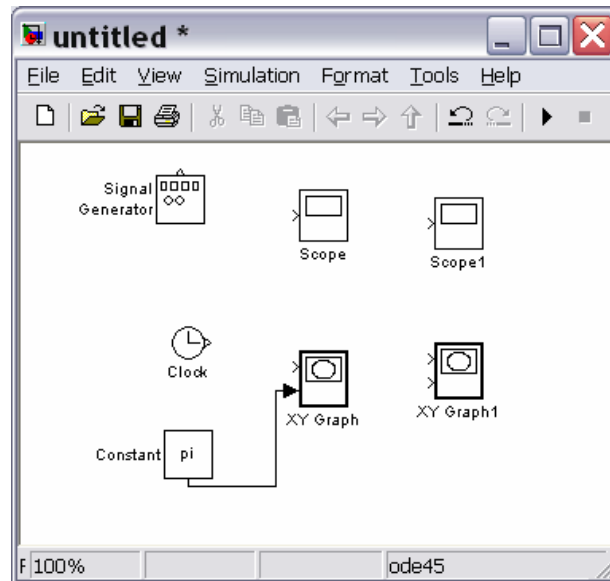 untitled *
File Edit View Simulation Format Tools Help
Signal
Generator
Scope
Scope1
Clock
XY Graph
XY Graph1
Constant
pi
F 100%
ode45